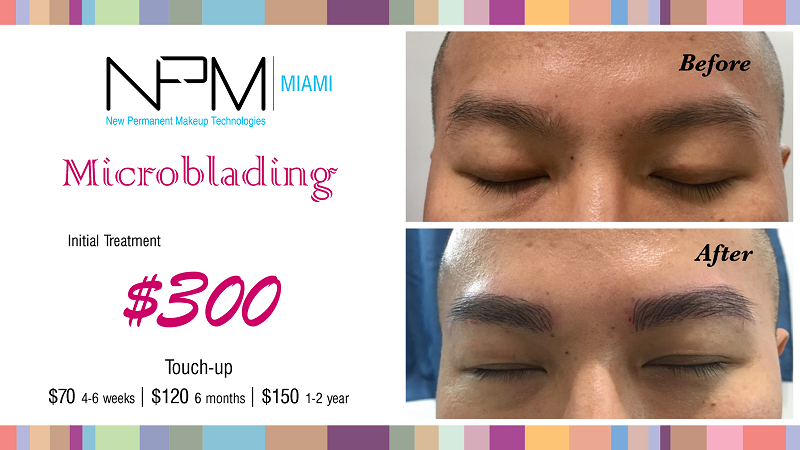 NPM MIAMI
New Permanent Makeup Technologies
Microblading
Initial Treatment
$300
Touch-up
$70 4-6 weeks | $120 6 months | $150 1-2 year
Before
After